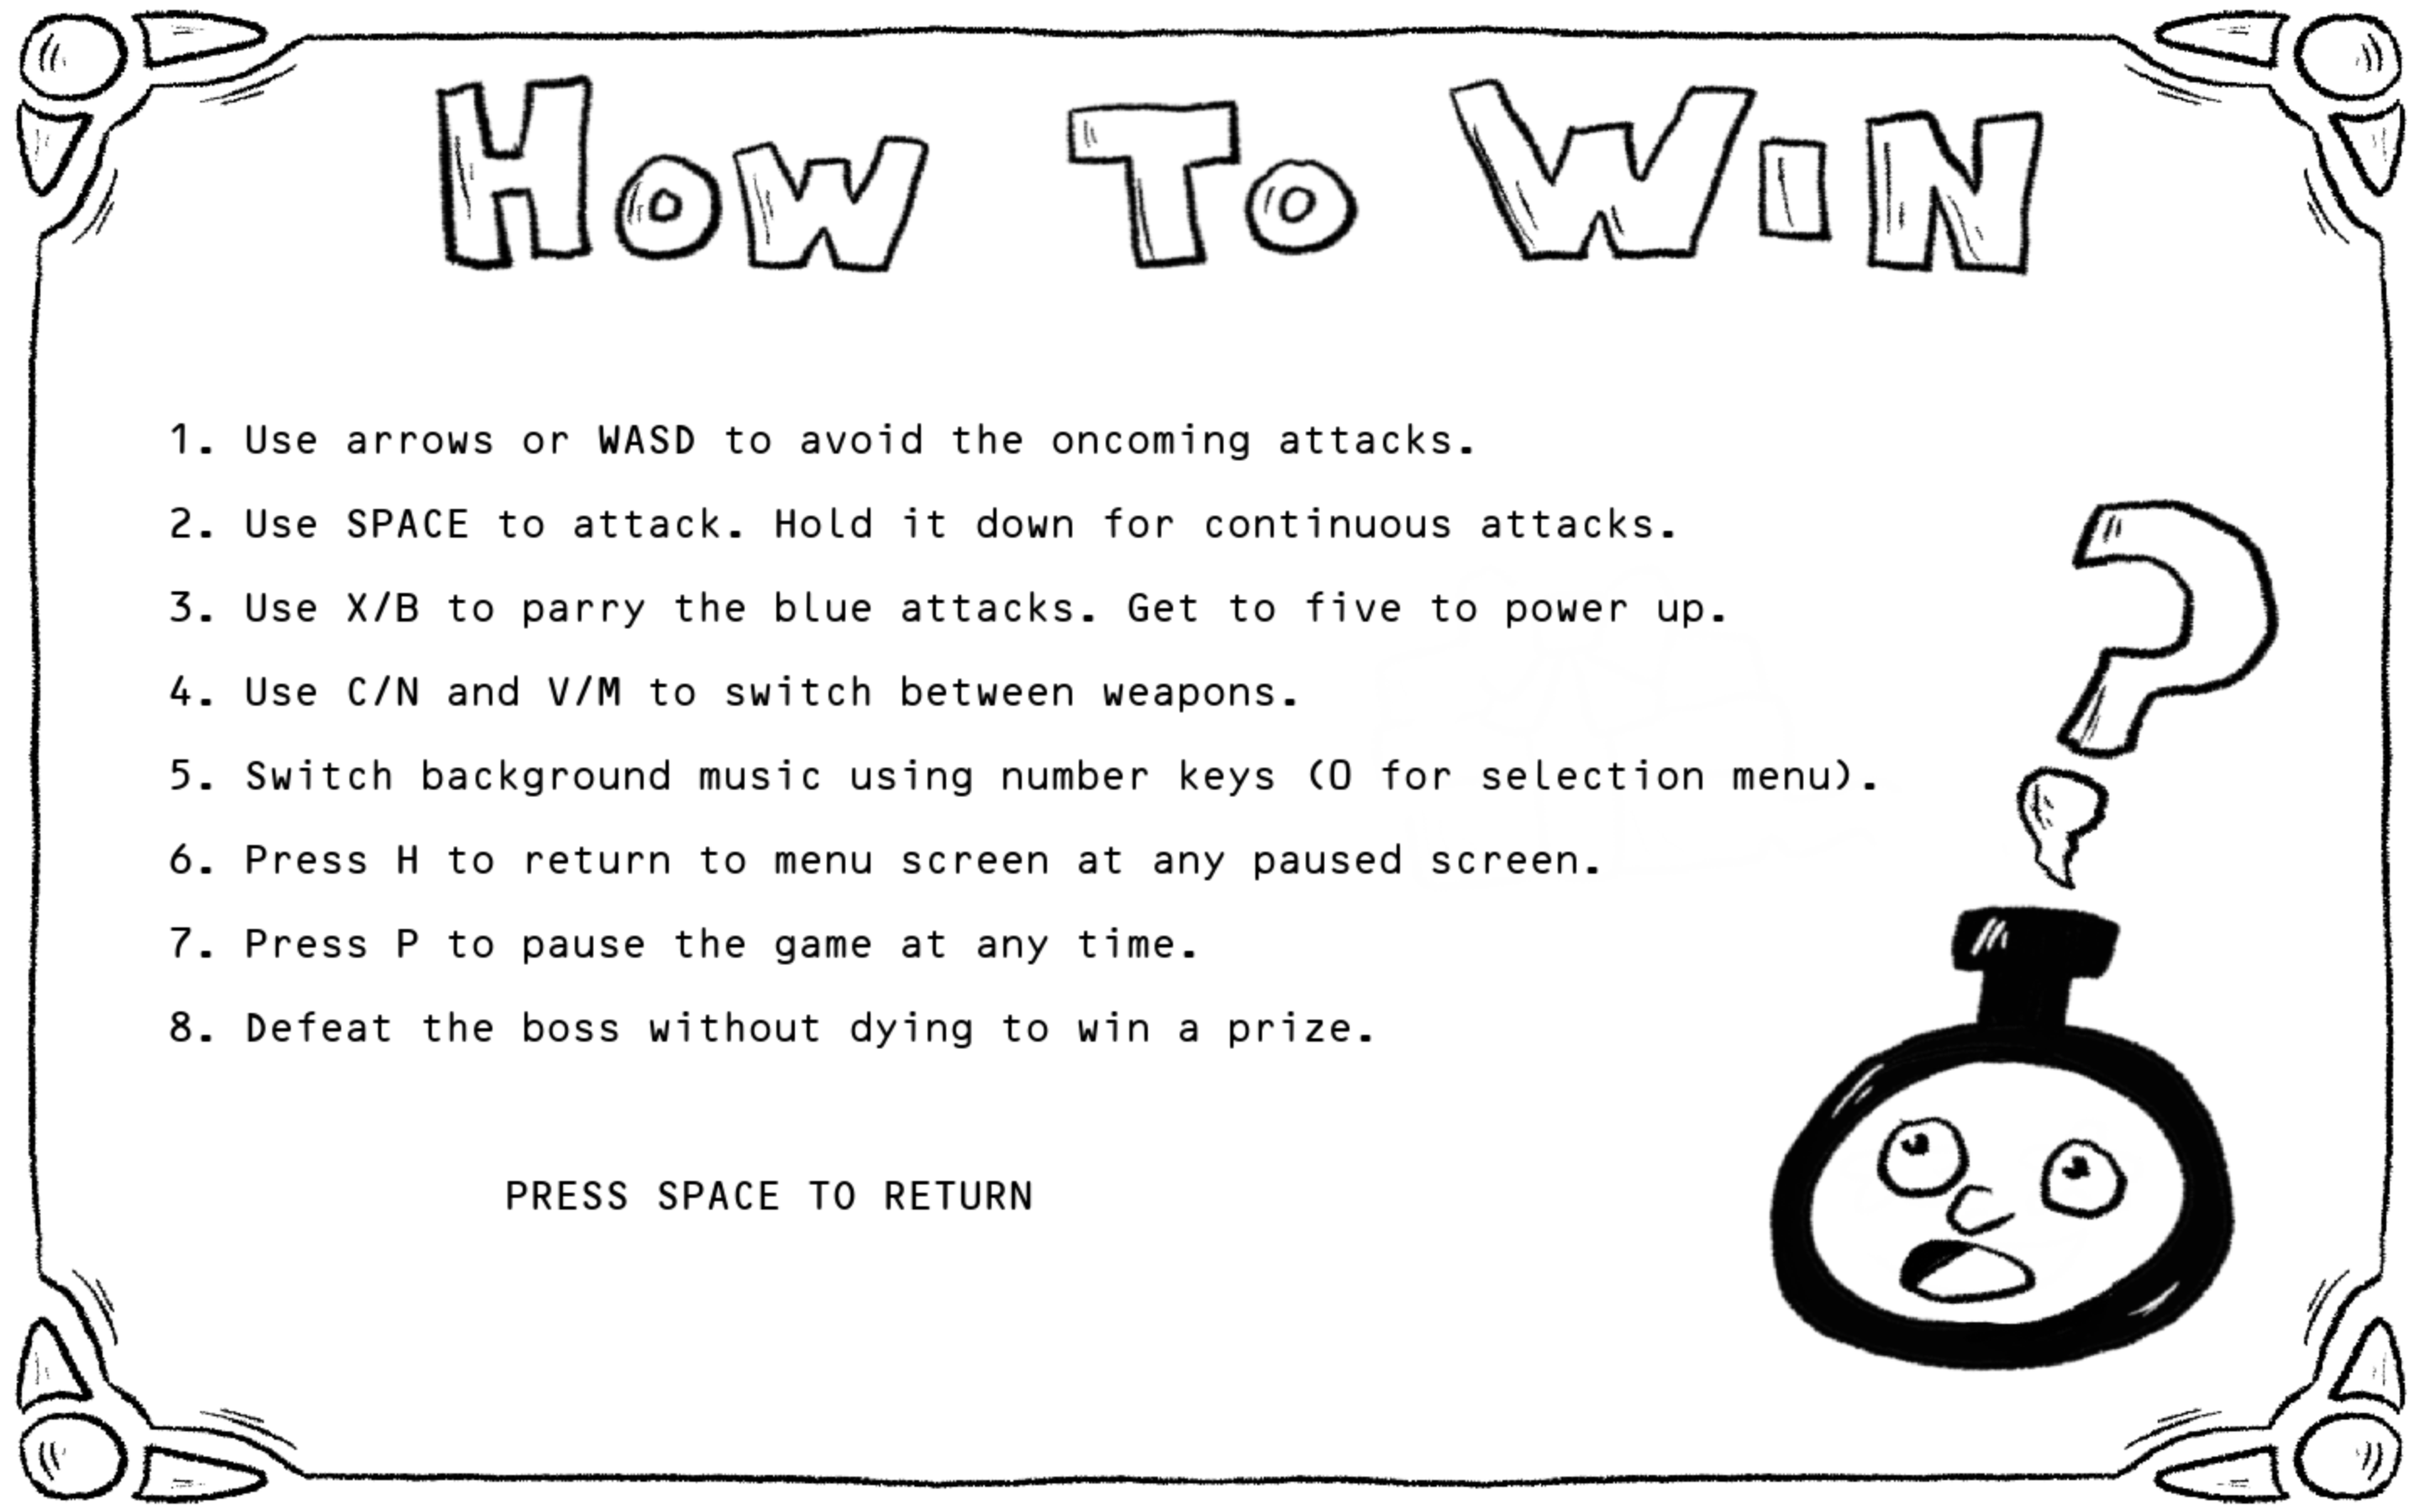 HOW TO WIN
1. Use arrows or WASD to avoid the oncoming attacks.
2. Use SPACE to attack. Hold it down for continuous attacks.
3. Use X/B to parry the blue attacks. Get to five to power up.
4. Use C/N and V/M to switch between weapons.
5. Switch background music using number keys (0 for selection menu).
6. Press H to return to menu screen at any paused screen.
7. Press P to pause the game at any time.
8. Defeat the boss without dying to win a prize.
PRESS SPACE TO RETURN
?